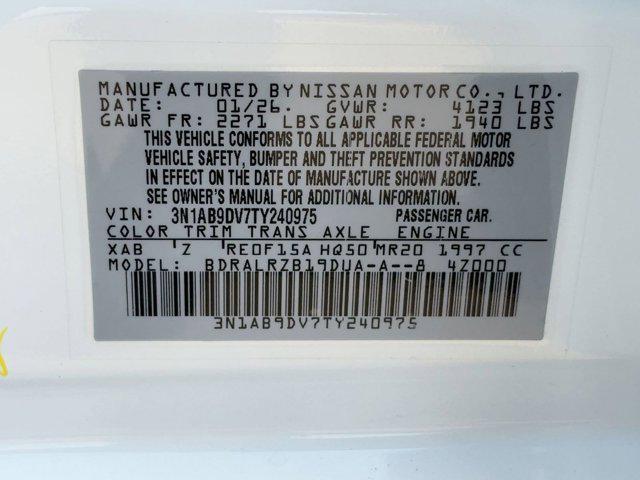 MANUFACTURED BY NISSAN MOTOR CO., LTD.
DATE: 01/26. GVWR: 4123 LBS
GAWR FR: 2271 LBS GAWR RR: 1940 LBS
THIS VEHICLE CONFORMS TO ALL APPLICABLE FEDERAL MOTOR
VEHICLE SAFETY, BUMPER AND THEFT PREVENTION STANDARDS
IN EFFECT ON THE DATE OF MANUFACTURE SHOWN ABOVE.
SEE OWNER'S MANUAL FOR ADDITIONAL INFORMATION.
VIN: 3N1AB9DV7TY240975 PASSENGER CAR.
COLOR TRIM TRANS AXLE ENGINE
XAB Z RE0F15A HQ50 MR20 1997 CC
MODEL: BDRALRZB19DUA-A--B 4Z000
3N1AB9DV7TY240975